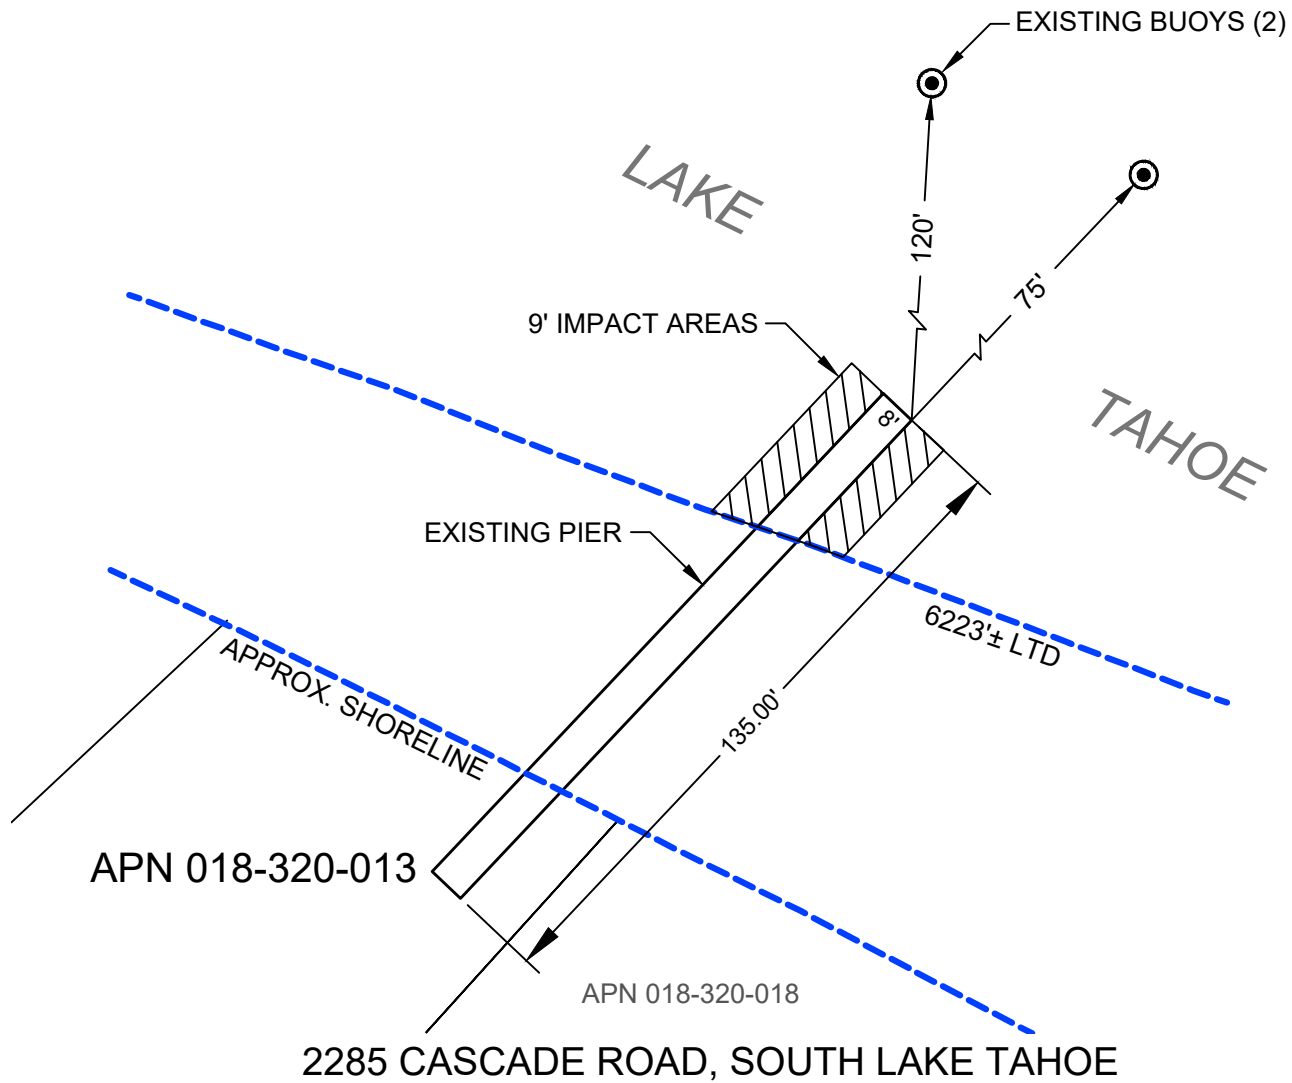 EXISTING BUOYS (2)
LAKE
120'
75'
9' IMPACT AREAS
TAHOE
8'
EXISTING PIER
6223'± LTD
APPROX. SHORELINE
135.00'
APN 018-320-013
APN 018-320-018
2285 CASCADE ROAD, SOUTH LAKE TAHOE